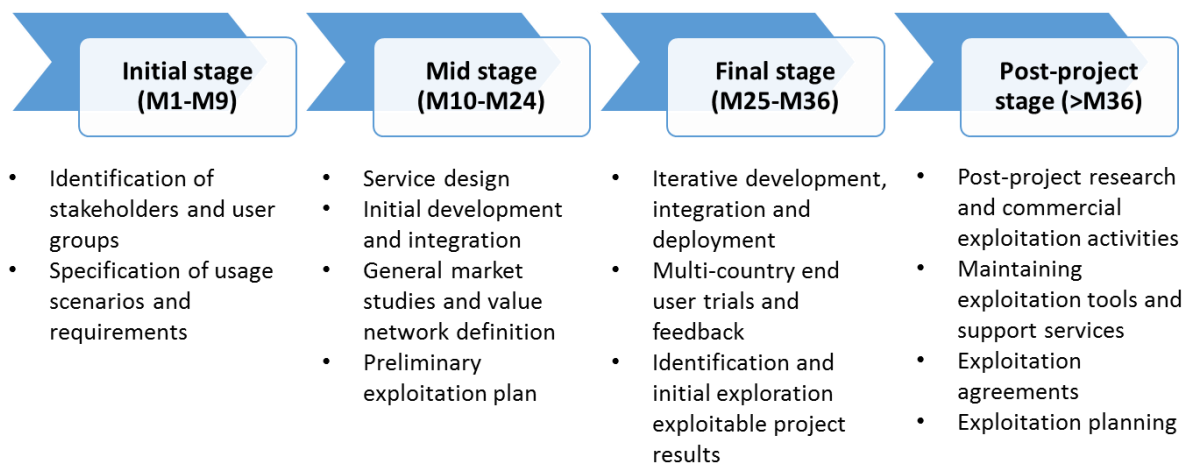 Initial stage
(M1-M9)
• Identification of
stakeholders and user
groups
• Specification of usage
scenarios and
requirements
Mid stage
(M10-M24)
• Service design
• Initial development
and integration
• General market
studies and value
network definition
• Preliminary
exploitation plan
Final stage
(M25-M36)
• Iterative development,
integration and
deployment
• Multi-country end
user trials and
feedback
• Identification and
initial exploration
exploitable project
results
Post-project
stage (>M36)
• Post-project research
and commercial
exploitation activities
• Maintaining
exploitation tools and
support services
• Exploitation
agreements
• Exploitation planning